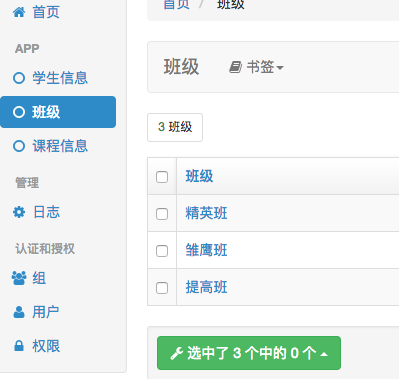 首页
APP
学生信息
班级
课程信息
管理
日志
认证和授权
组
用户
权限
首页 / 班级
班级 书签
3 班级
班级
精英班
雏鹰班
提高班
选中了 3 个中的 0 个